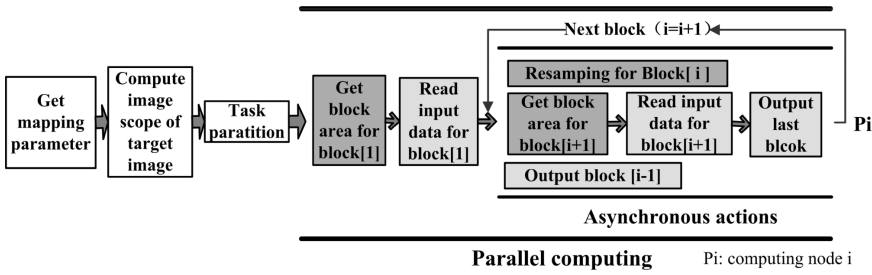 Next block（i=i+1）
Get
mapping
parameter
Compute
image
scope of
target
image
Task
paratition
Get
block
area for
block[1]
Read
input
data for
block[1]
Resamping for Block[ i ]
Get block
area for
block[i+1]
Read input
data for
block[i+1]
Output
last
blcok
Output block [i-1]
Pi
Asynchronous actions
Parallel computing
Pi: computing node i